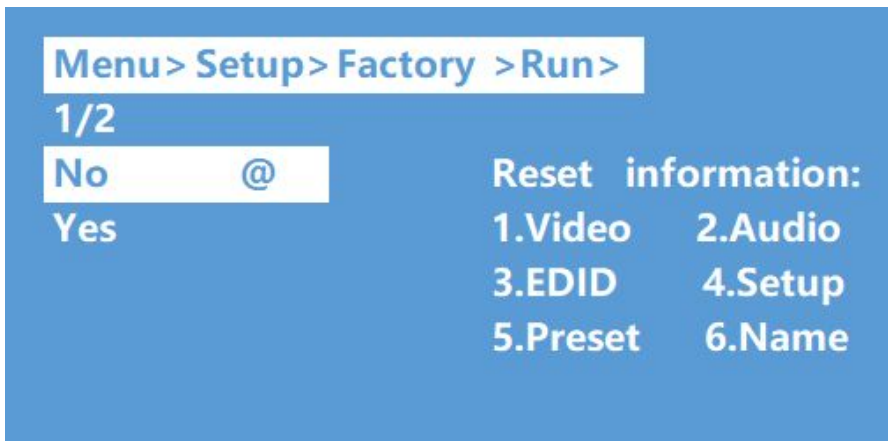 Menu> Setup> Factory >Run>
1/2
No @
Yes
Reset information:
1.Video 2.Audio
3.EDID 4.Setup
5.Preset 6.Name